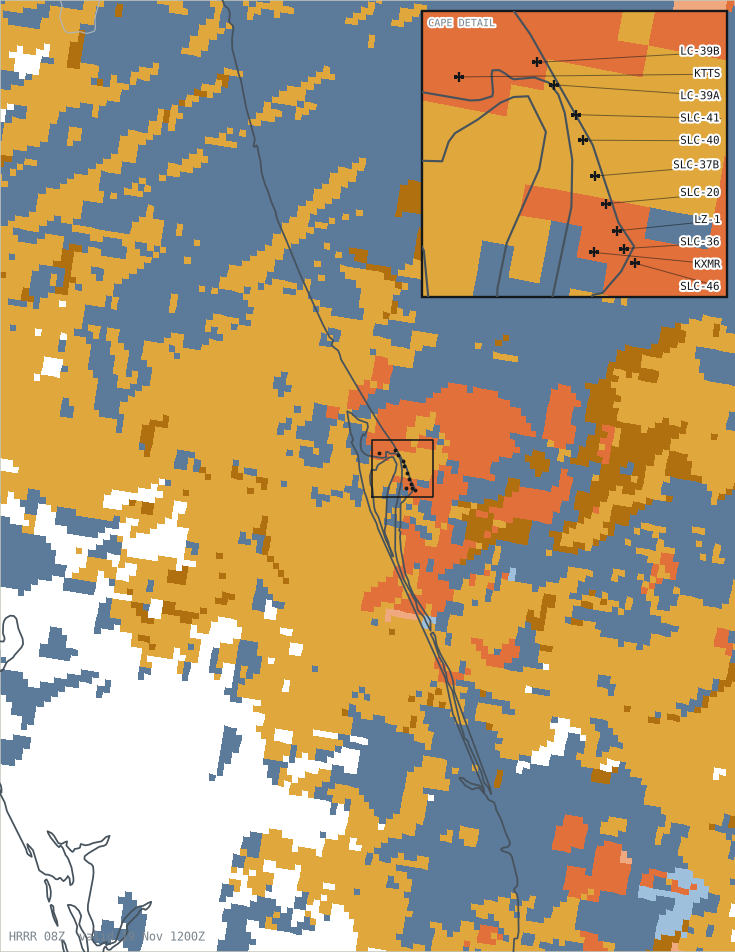 CAPE DETAIL
LC-39B
KTTS
LC-39A
SLC-41
SLC-40
SLC-37B
SLC-20
LZ-1
SLC-36
KXMR
SLC-46
HRRR 08Z Nov 1200Z